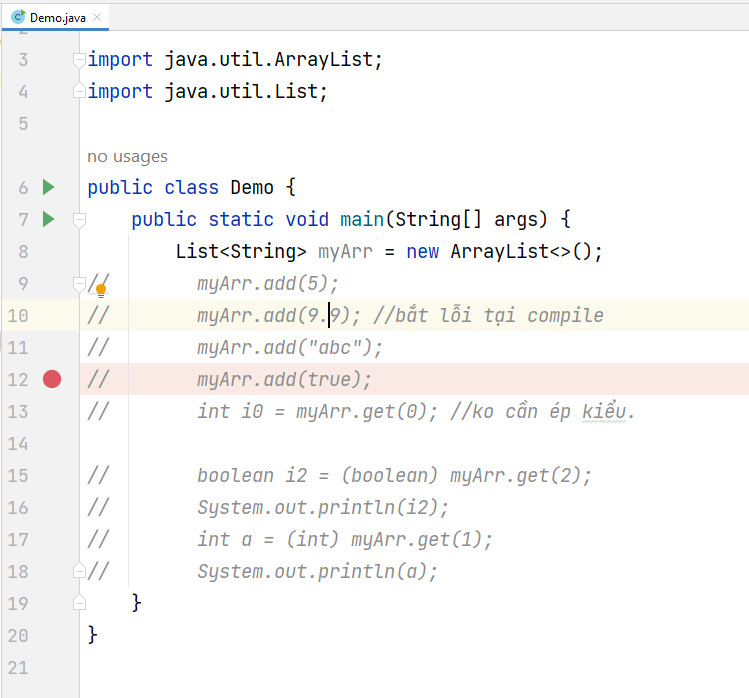 Demo.java
3 import java.util.ArrayList;
4 import java.util.List;
5
no usages
6 public class Demo {
7 public static void main(String[] args) {
8 List<String> myArr = new ArrayList<>();
9 // myArr.add(5);
10 // myArr.add(9.9); //bắt lỗi tại compile
11 // myArr.add("abc");
12 // myArr.add(true);
13 // int i0 = myArr.get(0); //ko cần ép kiểu.
14
15 // boolean i2 = (boolean) myArr.get(2);
16 // System.out.println(i2);
17 // int a = (int) myArr.get(1);
18 // System.out.println(a);
19 }
20 }
21